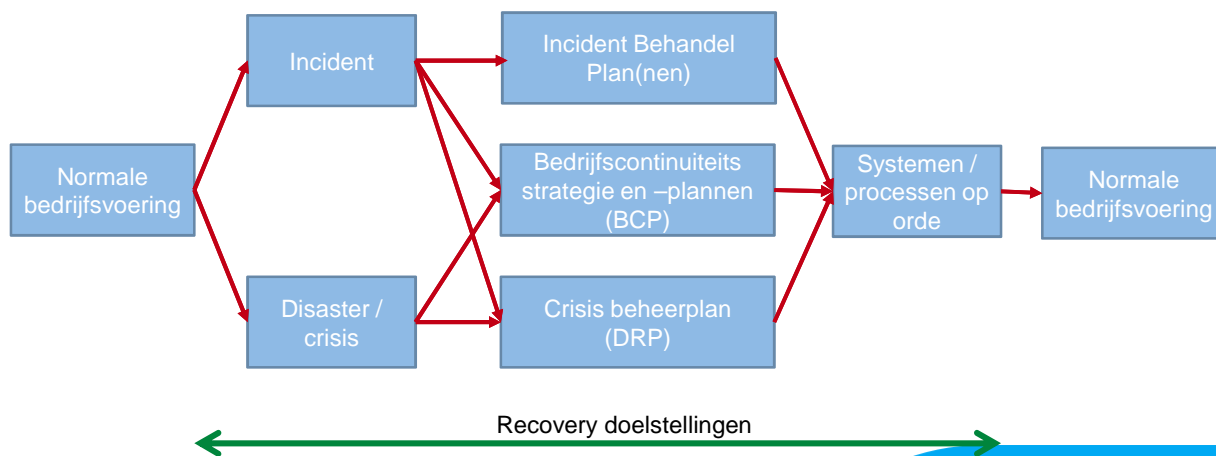 Incident
Incident Behandel
Plan(nen)
Normale
bedrijfsvoering
Bedrijfscontinuiteits
strategie en –plannen
(BCP)
Systemen /
processen op
orde
Normale
bedrijfsvoering
Disaster /
crisis
Crisis beheerplan
(DRP)
Recovery doelstellingen